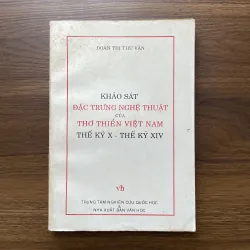 ĐOÀN THỊ THU VÂN
KHẢO SÁT
ĐẶC TRƯNG NGHỆ THUẬT
CỦA
THƠ THIỀN VIỆT NAM
THẾ KỶ X - THẾ KỶ XIV
vh
TRUNG TÂM NGHIÊN CỨU QUỐC HỌC
&
NHÀ XUẤT BẢN VĂN HỌC